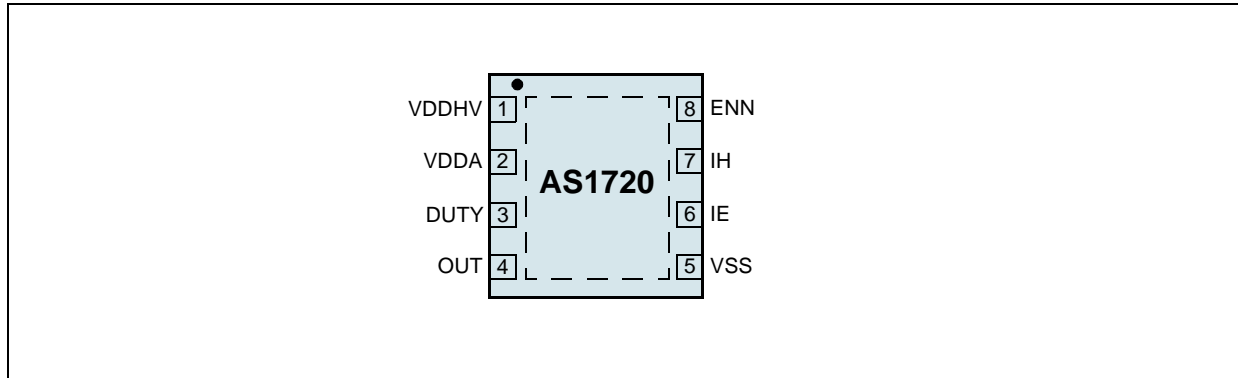 VDDHV 1 8 ENN
VDDA 2 7 IH
AS1720
DUTY 3 6 IE
OUT 4 5 VSS